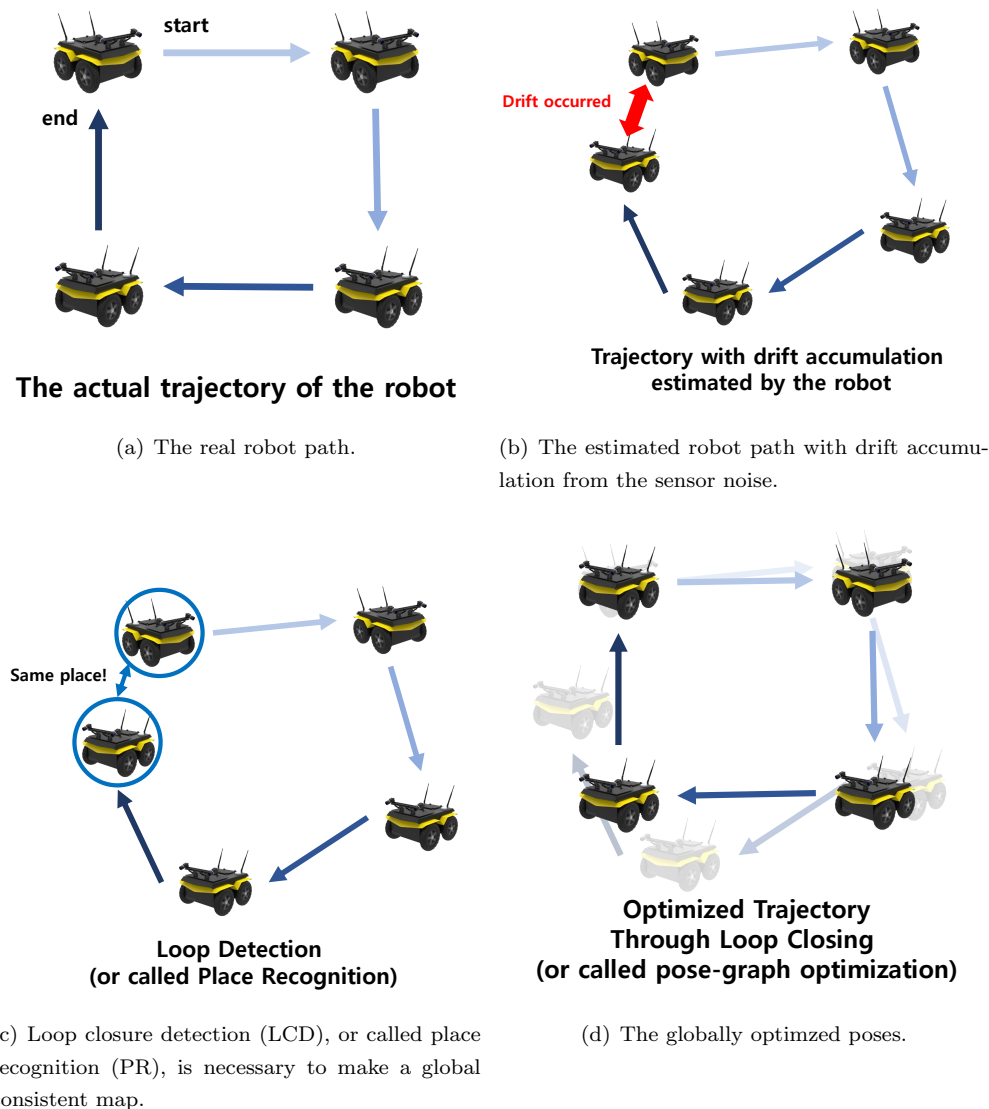 start
end
The actual trajectory of the robot
(a) The real robot path.
Drift occurred
Trajectory with drift accumulation
estimated by the robot
(b) The estimated robot path with drift accumu-
lation from the sensor noise.
Same place!
Loop Detection
(or called Place Recognition)
c) Loop closure detection (LCD), or called place
ecognition (PR), is necessary to make a global
onsistent map.
Optimized Trajectory
Through Loop Closing
(or called pose-graph optimization)
(d) The globally optimzed poses.